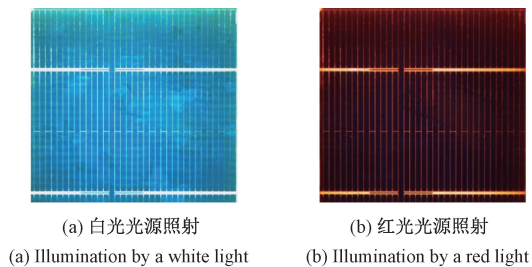 (a) 白光光源照射
(b) 红光光源照射
(a) Illumination by a white light
(b) Illumination by a red light